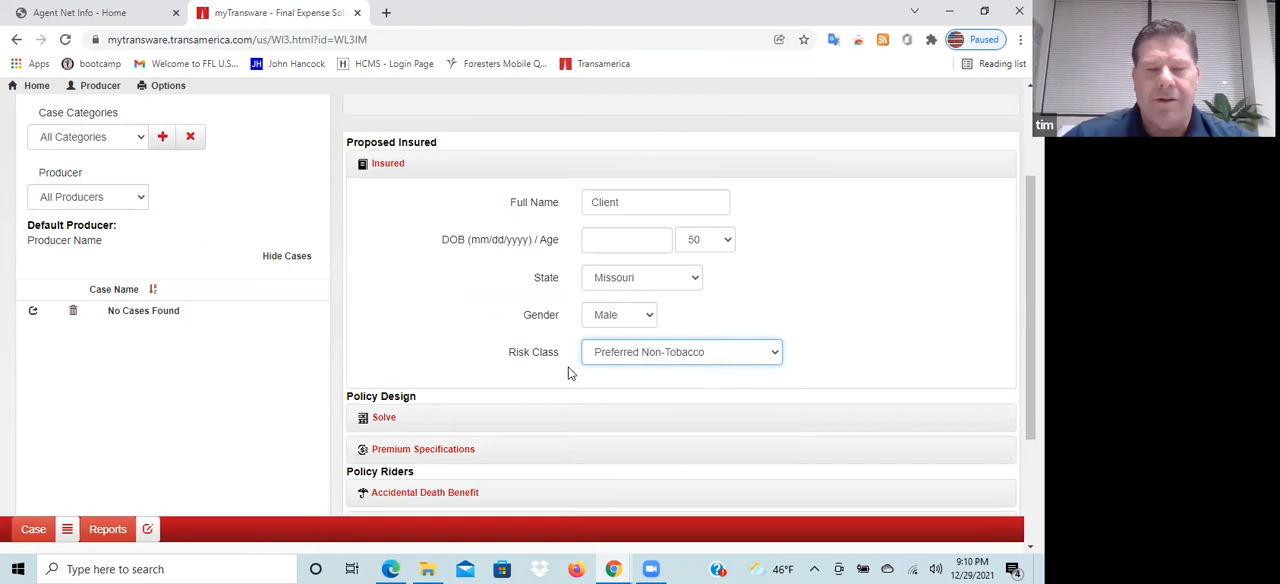 Agent Net Info - Home
myTransware - Final Expense Sol
mytransware.transamerica.com/us/Wl3.html?id=WL3IM
Paused
Apps
bootcamp
Welcome to FFL U.S...
John Hancock
HCMS - Login Page
Foresters Mobile Q...
Transamerica
Reading list
Home
Producer
Options
tim
Case Categories
All Categories
Producer
All Producers
Default Producer:
Producer Name
Hide Cases
Case Name
No Cases Found
Proposed Insured
Insured
Full Name
Client
DOB (mm/dd/yyyy) / Age
50
State
Missouri
Gender
Male
Risk Class
Preferred Non-Tobacco
Policy Design
Solve
Premium Specifications
Policy Riders
Accidental Death Benefit
Case
Reports
Type here to search
46°F
9:10 PM
12/29/2021
4